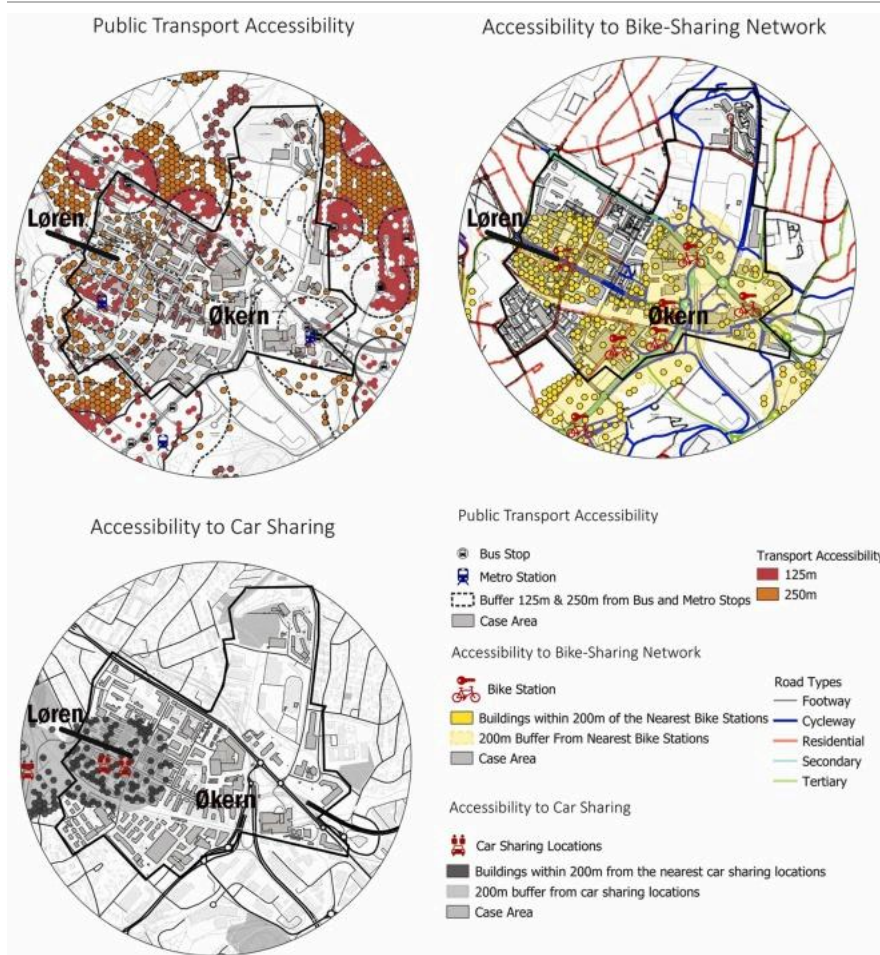 Public Transport Accessibility
Accessibility to Bike-Sharing Network
Løren
Økern
Løren
Økern
Accessibility to Car Sharing
Løren
Økern
Public Transport Accessibility
Bus Stop
Metro Station
Buffer 125m & 250m from Bus and Metro Stops
Case Area
Transport Accessibility
125m
250m
Accessibility to Bike-Sharing Network
Bike Station
Buildings within 200m of the Nearest Bike Stations
200m Buffer From Nearest Bike Stations
Case Area
Road Types
Footway
Cycleway
Residential
Secondary
Tertiary
Accessibility to Car Sharing
Car Sharing Locations
Buildings within 200m from the nearest car sharing locations
200m buffer from car sharing locations
Case Area